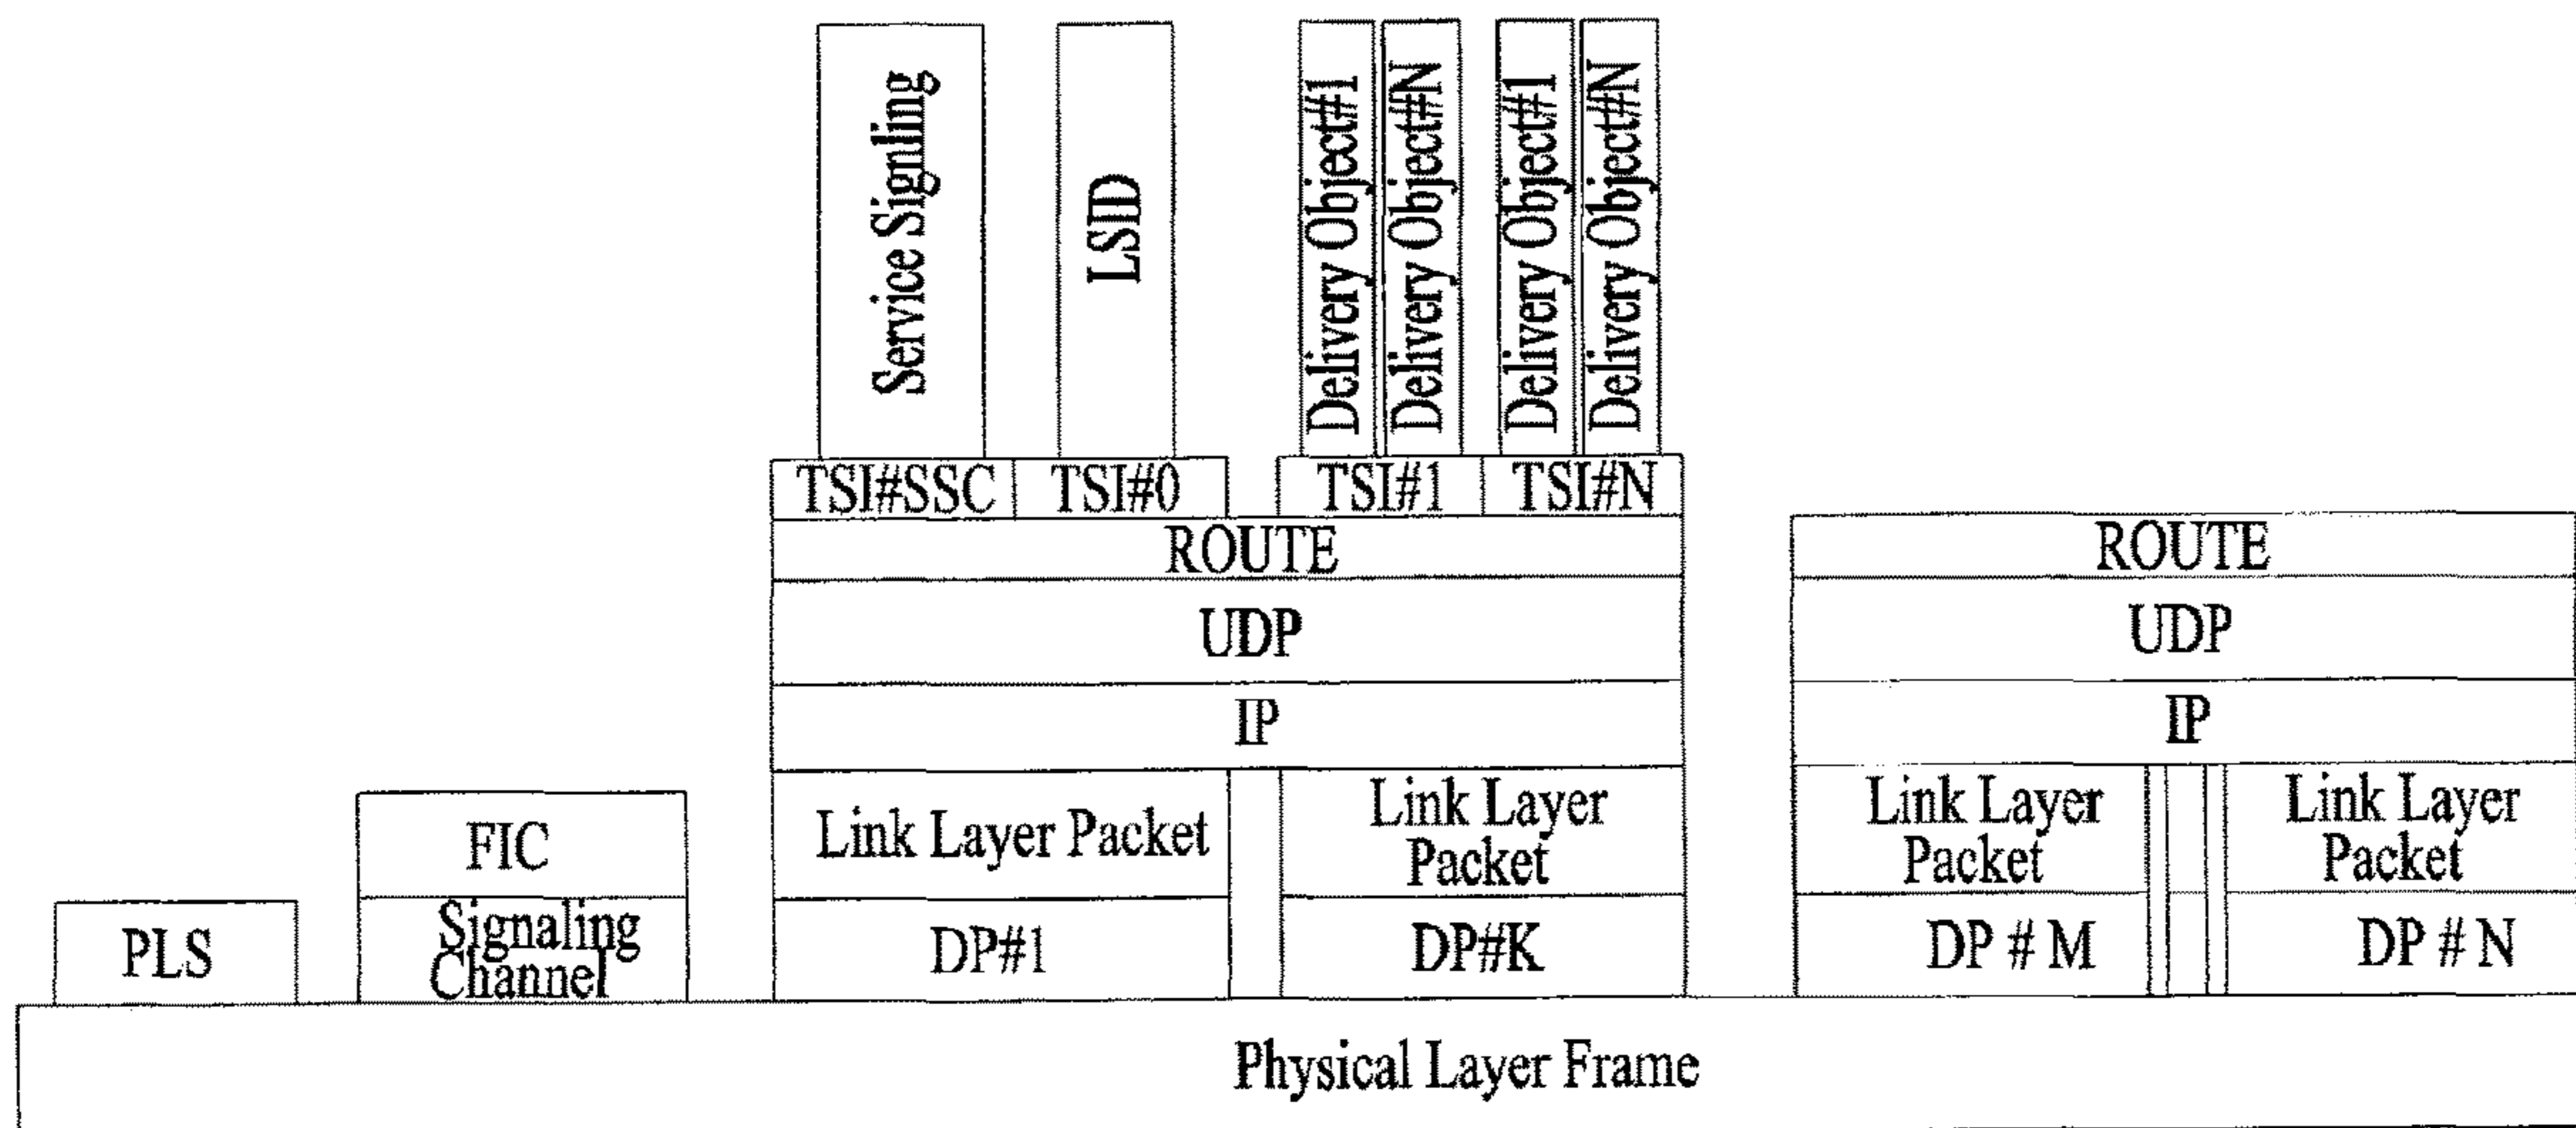 Service Signling
LSID
Delivery Object#1
Delivery Object#N
Delivery Object#1
Delivery Object#N
TSI#SSC
TSI#0
TSI#1
TSI#N
ROUTE
ROUTE
UDP
UDP
IP
IP
FIC
Link Layer Packet
Link Layer
Packet
Link Layer
Packet
Link Layer
Packet
PLS
Signaling
Channel
DP#1
DP#K
DP # M
DP # N
Physical Layer Frame